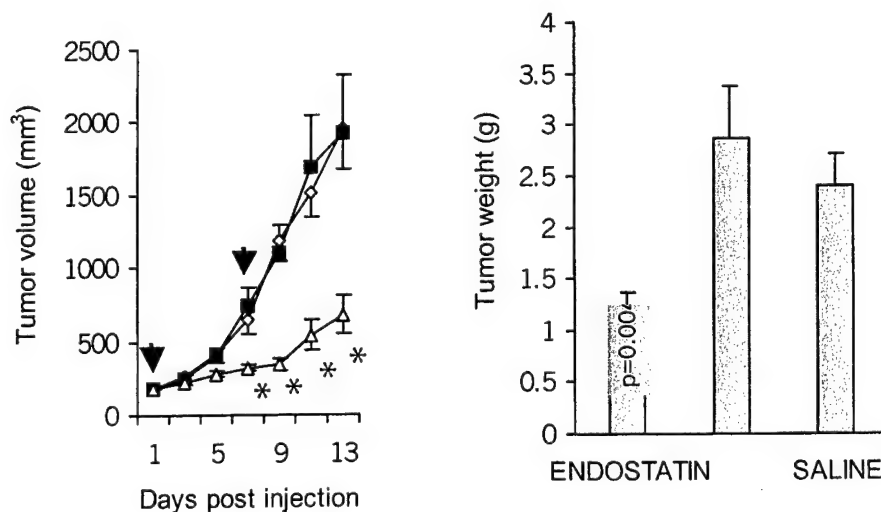 Tumor volume (mm³)
2500
2000
1500
1000
500
0
* * * *
1 5 9 13
Days post injection
Tumor weight (g)
4
3.5
3
2.5
2
1.5
1
0.5
0
p=0.004
ENDOSTATIN SALINE